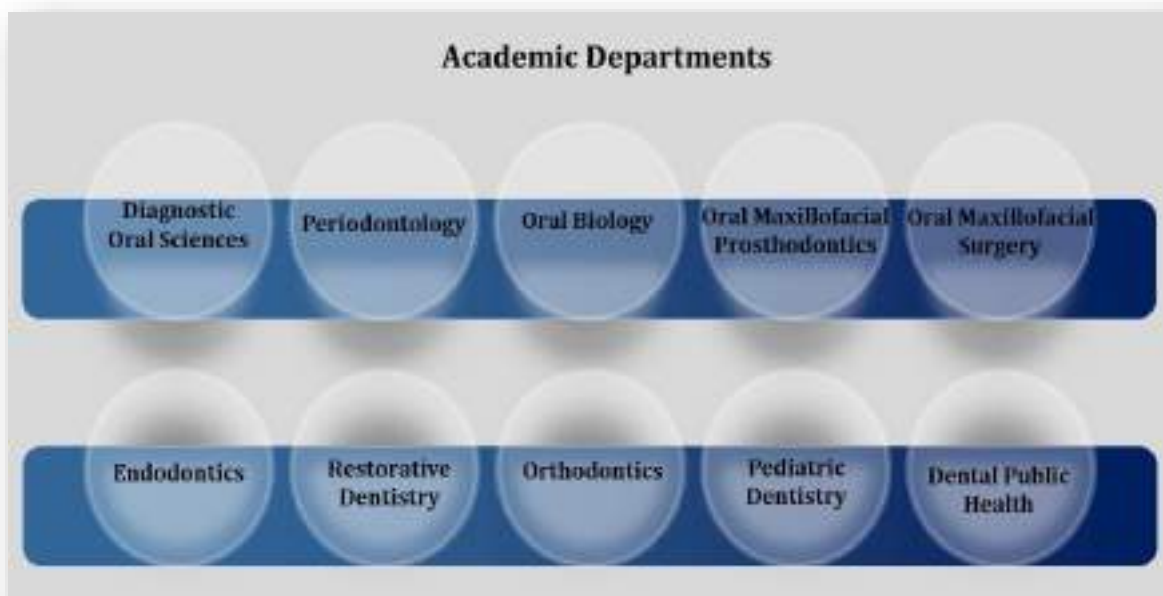 Academic Departments
Diagnostic
Oral Sciences
Periodontology
Oral Biology
Oral Maxillofacial
Prosthodontics
Oral Maxillofacial
Surgery
Endodontics
Restorative
Dentistry
Orthodontics
Pediatric
Dentistry
Dental Public
Health